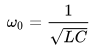 ω₀ = 1/√(LC)